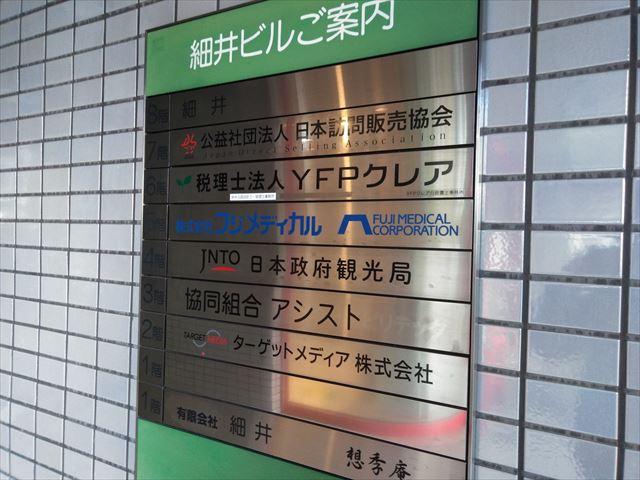 細井ビルご案内
8階 細井
7階 公益社団法人 日本訪問販売協会
Japan Direct Selling Association
6階 税理士法人 YFPクレア
5階 株式会社フジメディカル FUJI MEDICAL CORPORATION
4階 JNTO 日本政府観光局
3階 協同組合 アシスト
2階 TARGET MEDIA ターゲットメディア 株式会社
1階
1階 有限会社 細井 想季庵